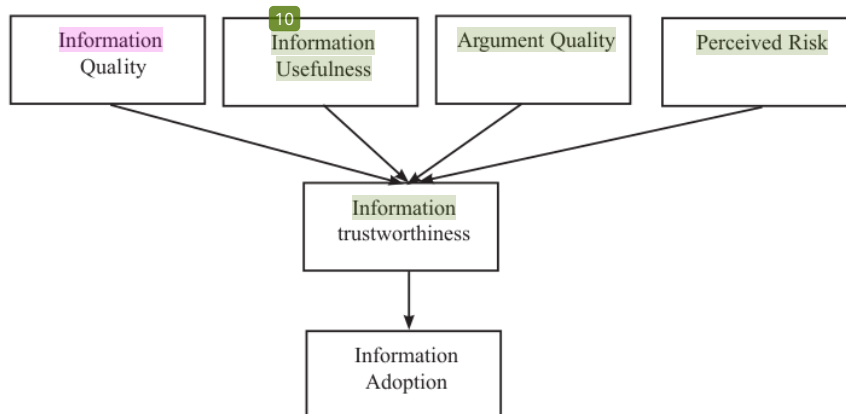 10
Information
Quality
Information
Usefulness
Argument Quality
Perceived Risk
Information
trustworthiness
Information
Adoption